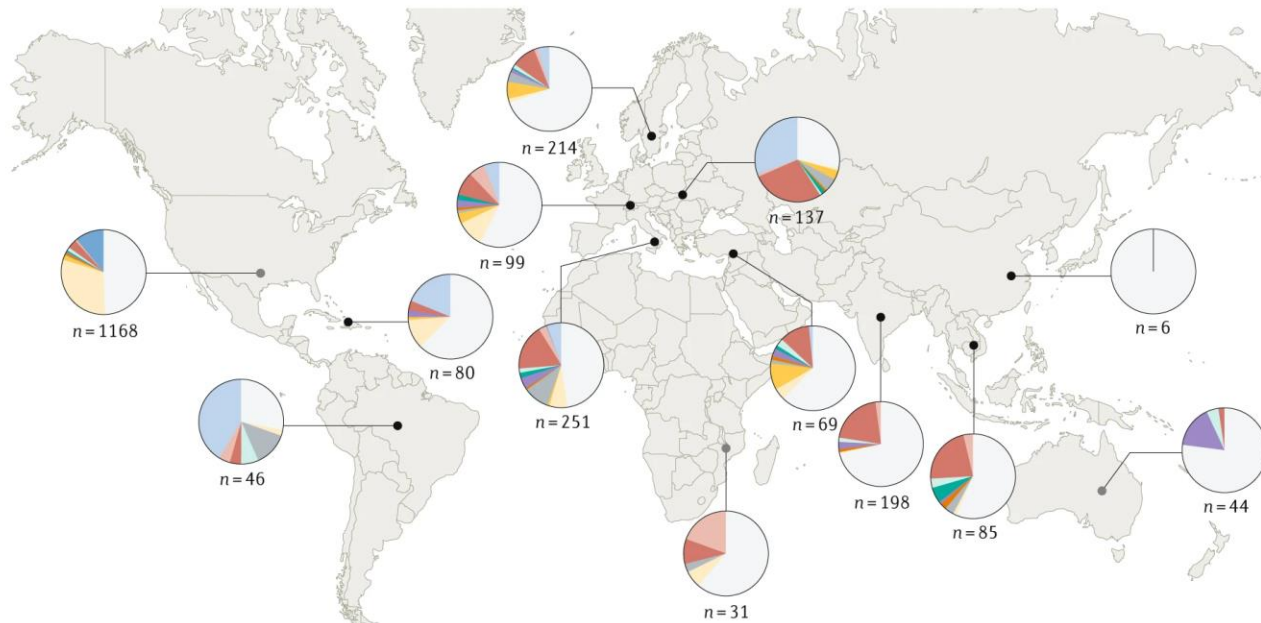 n = 214
n = 137
n = 99
n = 6
n = 1168
n = 80
n = 251
n = 69
n = 46
n = 198
n = 44
n = 85
n = 31